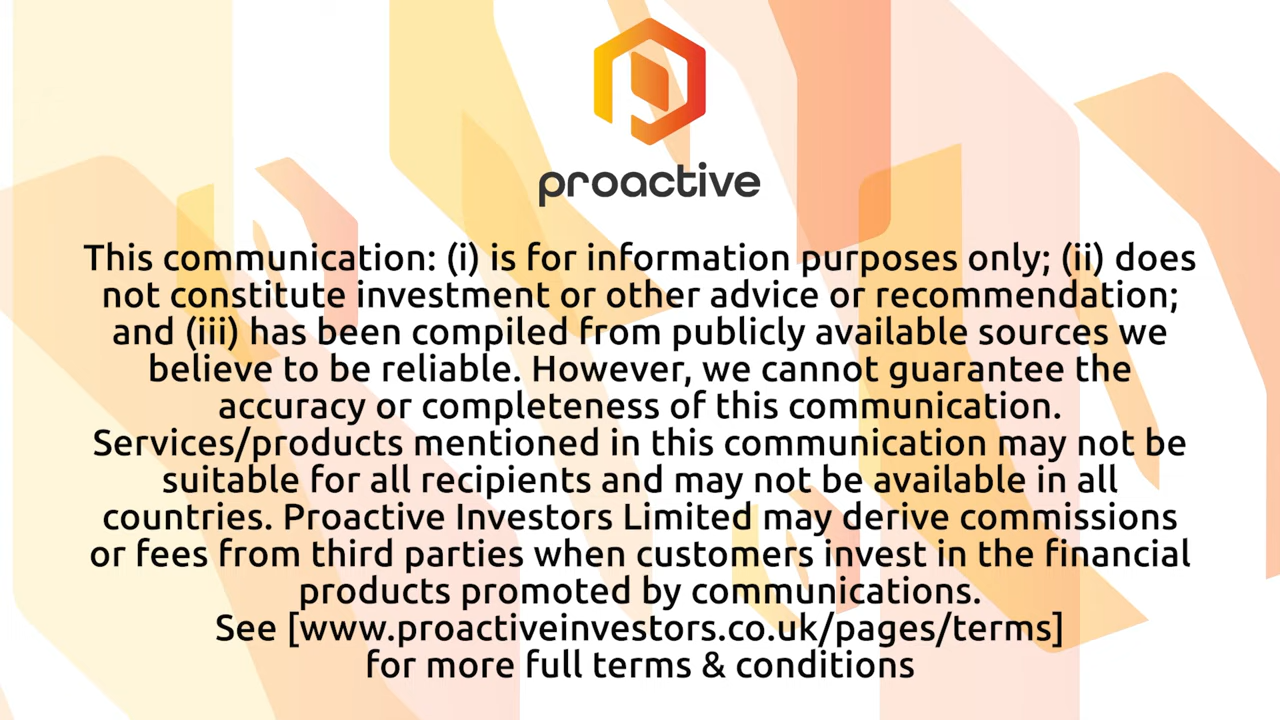 proactive
This communication: (i) is for information purposes only; (ii) does
not constitute investment or other advice or recommendation;
and (iii) has been compiled from publicly available sources we
believe to be reliable. However, we cannot guarantee the
accuracy or completeness of this communication.
Services/products mentioned in this communication may not be
suitable for all recipients and may not be available in all
countries. Proactive Investors Limited may derive commissions
or fees from third parties when customers invest in the financial
products promoted by communications.
See [www.proactiveinvestors.co.uk/pages/terms]
for more full terms & conditions